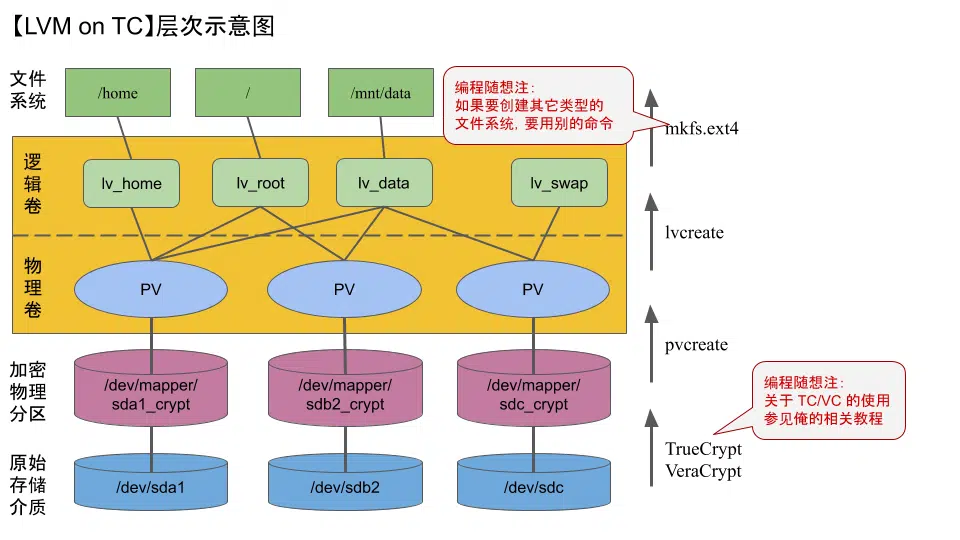 【LVM on TC】层次示意图
文件
系统
/home
/
/mnt/data
编程随想注:
如果要创建其它类型的
文件系统, 要用别的命令
mkfs.ext4
逻
辑
卷
lv_home
lv_root
lv_data
lv_swap
lvcreate
物
理
卷
PV
PV
PV
pvcreate
加密
物理
分区
/dev/mapper/
sda1_crypt
/dev/mapper/
sdb2_crypt
/dev/mapper/
sdc_crypt
编程随想注:
关于 TC/VC 的使用
参见俺的相关教程
TrueCrypt
VeraCrypt
原始
存储
介质
/dev/sda1
/dev/sdb2
/dev/sdc